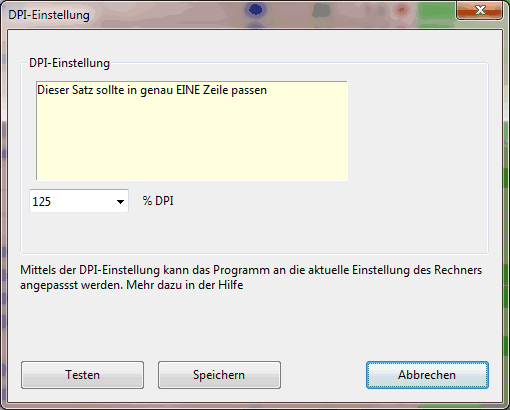 DPI-Einstellung
DPI-Einstellung
Dieser Satz sollte in genau EINE Zeile passen
125 % DPI
Mittels der DPI-Einstellung kann das Programm an die aktuelle Einstellung des Rechners
angepassst werden. Mehr dazu in der Hilfe
Testen Speichern Abbrechen